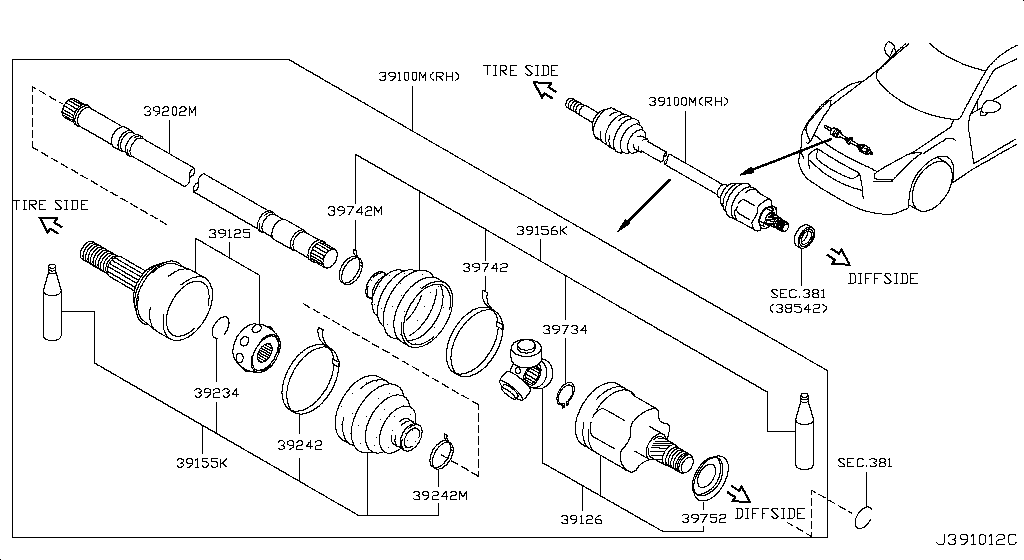 39100M(RH)
TIRE SIDE
39100M(RH)
39202M
TIRE SIDE
39742M
39125
39156K
39742
DIFFSIDE
SEC.381
(38542)
39734
39234
39242
39155K
39242M
SEC.381
39126
39752
DIFFSIDE
J391012C